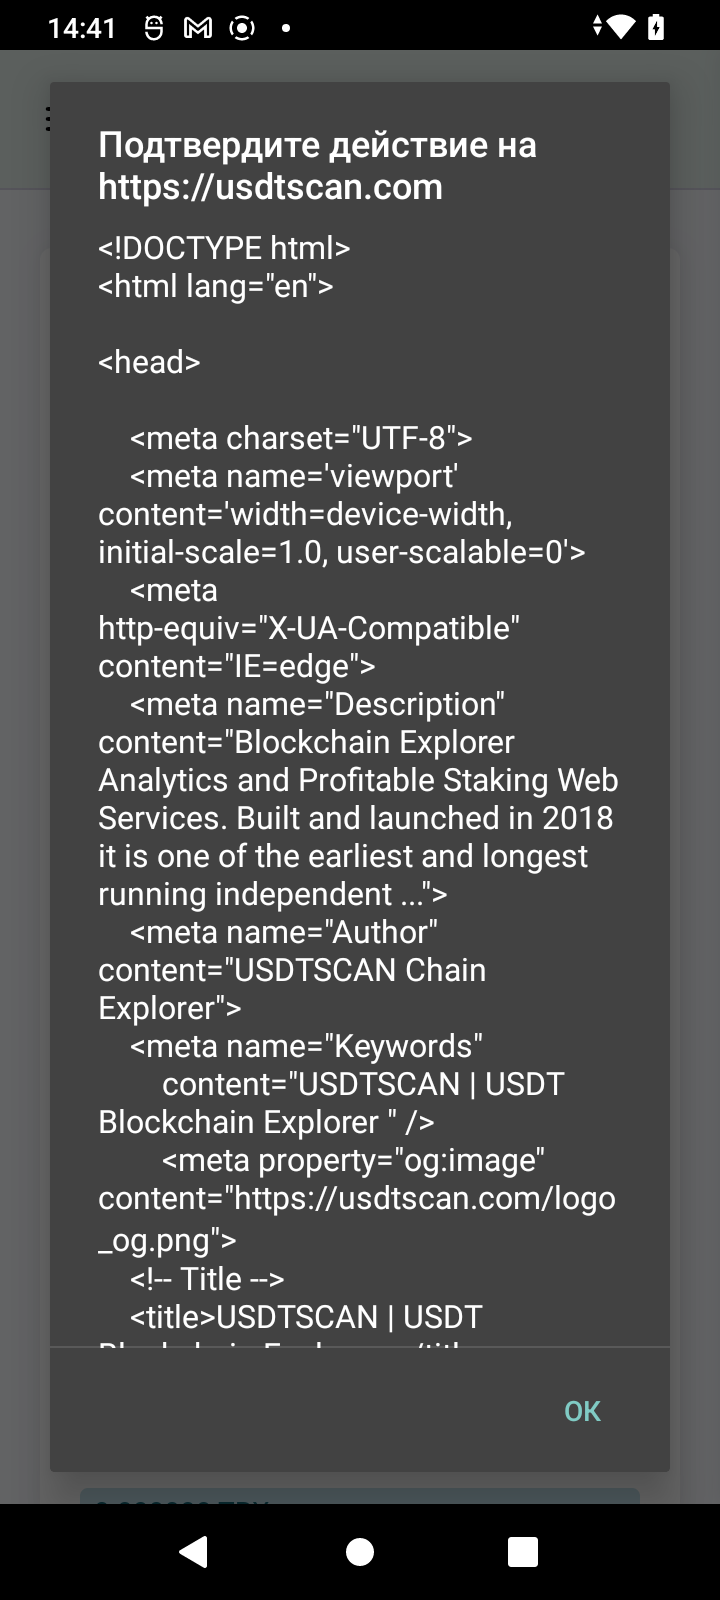 14:41
Подтвердите действие на
https://usdtscan.com
<!DOCTYPE html>
<html lang="en">
<head>
<meta charset="UTF-8">
<meta name='viewport'
content='width=device-width,
initial-scale=1.0, user-scalable=0'>
<meta
http-equiv="X-UA-Compatible"
content="IE=edge">
<meta name="Description"
content="Blockchain Explorer
Analytics and Profitable Staking Web
Services. Built and launched in 2018
it is one of the earliest and longest
running independent ...">
<meta name="Author"
content="USDTSCAN Chain
Explorer">
<meta name="Keywords"
content="USDTSCAN | USDT
Blockchain Explorer " />
<meta property="og:image"
content="https://usdtscan.com/logo
_og.png">
<!-- Title -->
<title>USDTSCAN | USDT
ОК